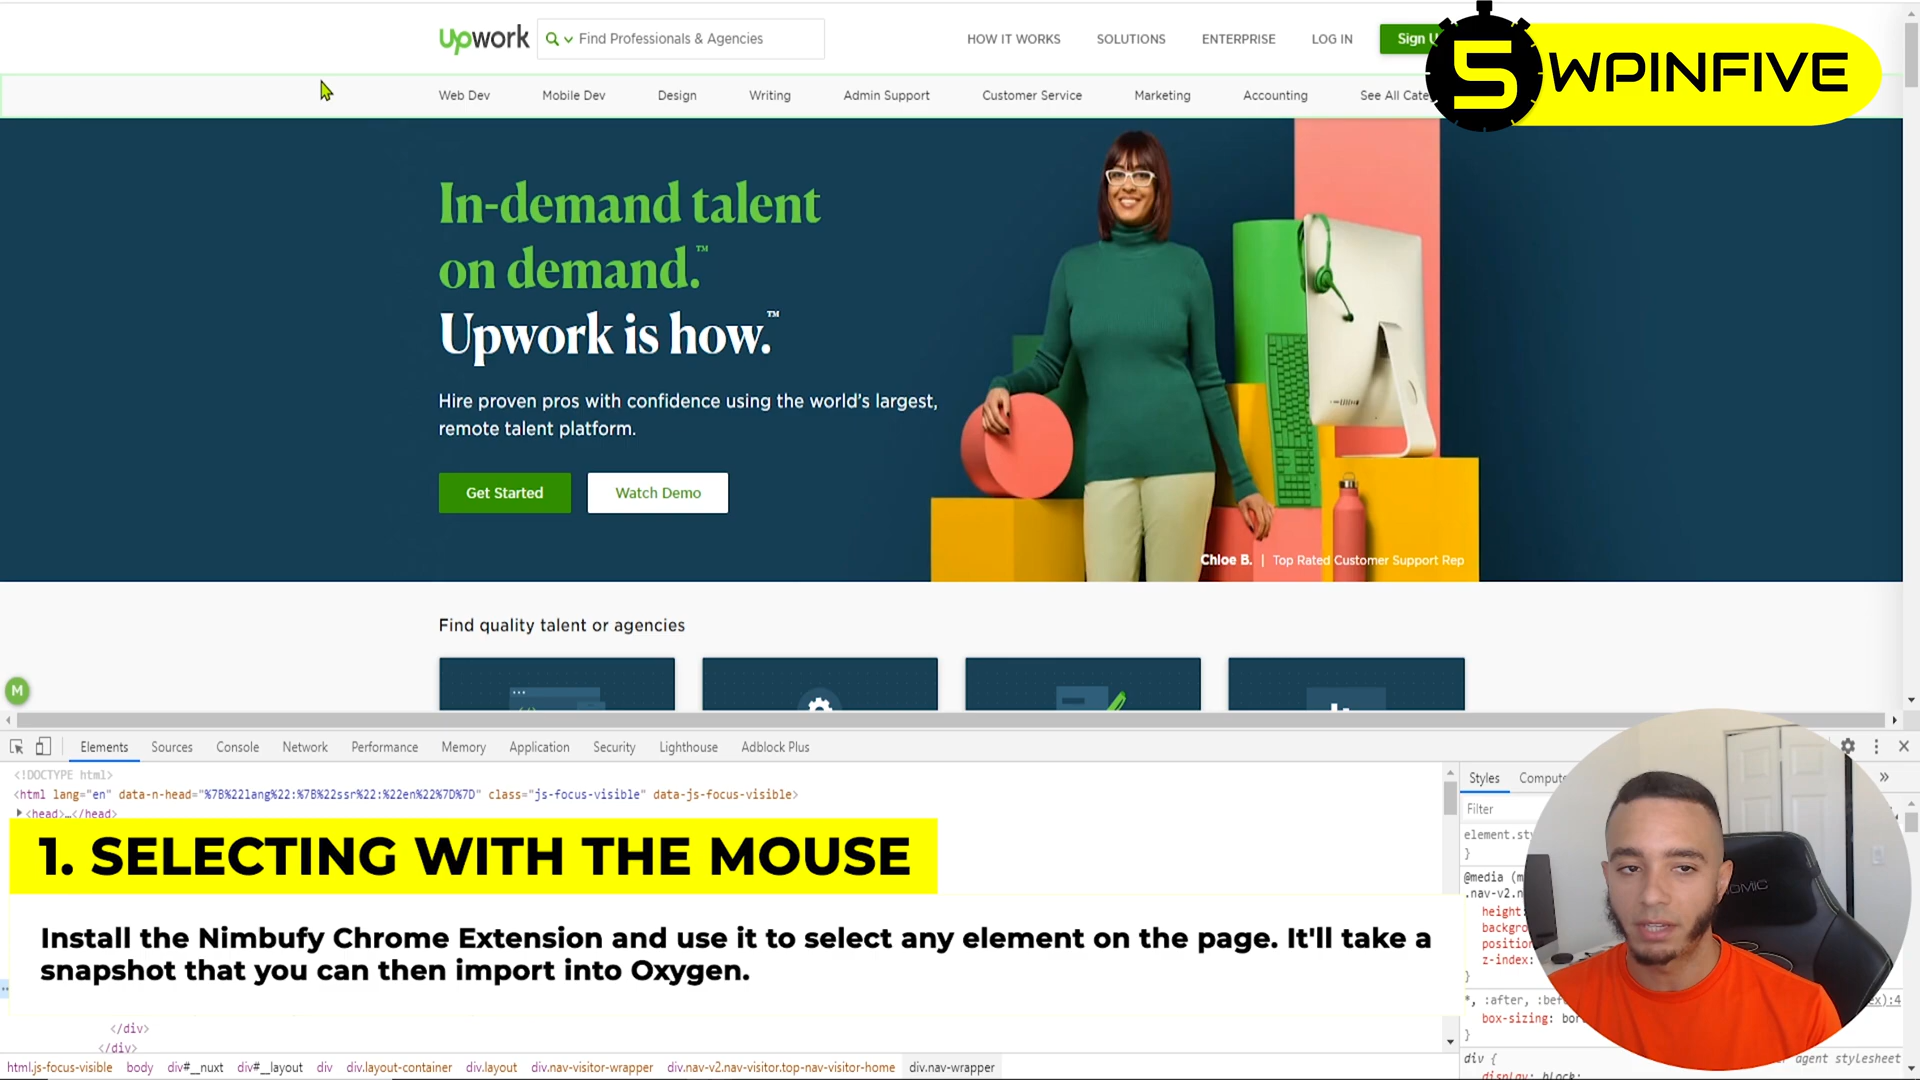 Upwork
Find Professionals & Agencies
HOW IT WORKS
SOLUTIONS
ENTERPRISE
LOG IN
Sign
5 WPINFIVE
Web Dev
Mobile Dev
Design
Writing
Admin Support
Customer Service
Marketing
Accounting
See All Cate
In-demand talent
on demand.™
Upwork is how.™
Hire proven pros with confidence using the world's largest,
remote talent platform.
Get Started
Watch Demo
Chloe B. | Top Rated Customer Support Rep
Find quality talent or agencies
M
Elements
Sources
Console
Network
Performance
Memory
Application
Security
Lighthouse
Adblock Plus
<!DOCTYPE html>
<html lang="en" data-n-head="%7B%22lang%22:%7B%22ssr%22:%22en%22%7D%7D" class="js-focus-visible" data-js-focus-visible>
<head>…</head>
1. SELECTING WITH THE MOUSE
Install the Nimbufy Chrome Extension and use it to select any element on the page. It'll take a
snapshot that you can then import into Oxygen.
</div>
</div>
html.js-focus-visible body div#__nuxt div#__layout div div.layout-container div.layout div.nav-visitor-wrapper div.nav-v2.nav-visitor.top-nav-visitor-home div.nav-wrapper
Styles
Compute
Filter
element.sty
}
@media (m
.nav-v2.n
height:
backgro
position
z-index:
}
*, :after, :bef
ex):4
box-sizing: bor
}
div {
agent stylesheet
display: block;